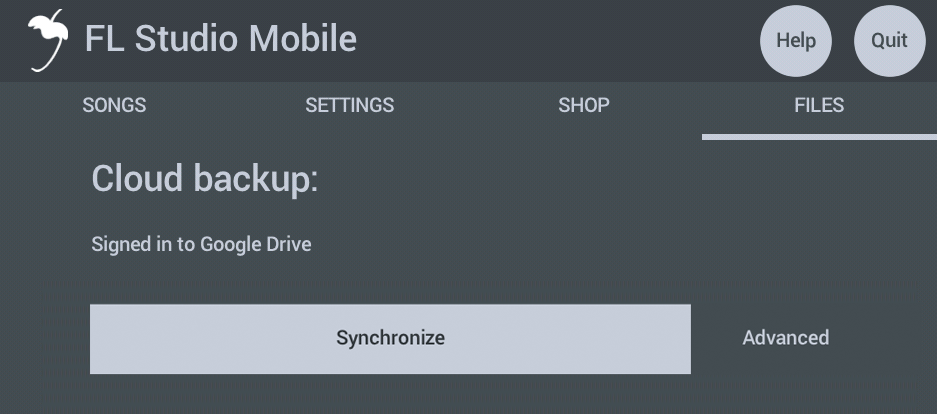 FL Studio Mobile
Help
Quit
SONGS
SETTINGS
SHOP
FILES
Cloud backup:
Signed in to Google Drive
Synchronize
Advanced